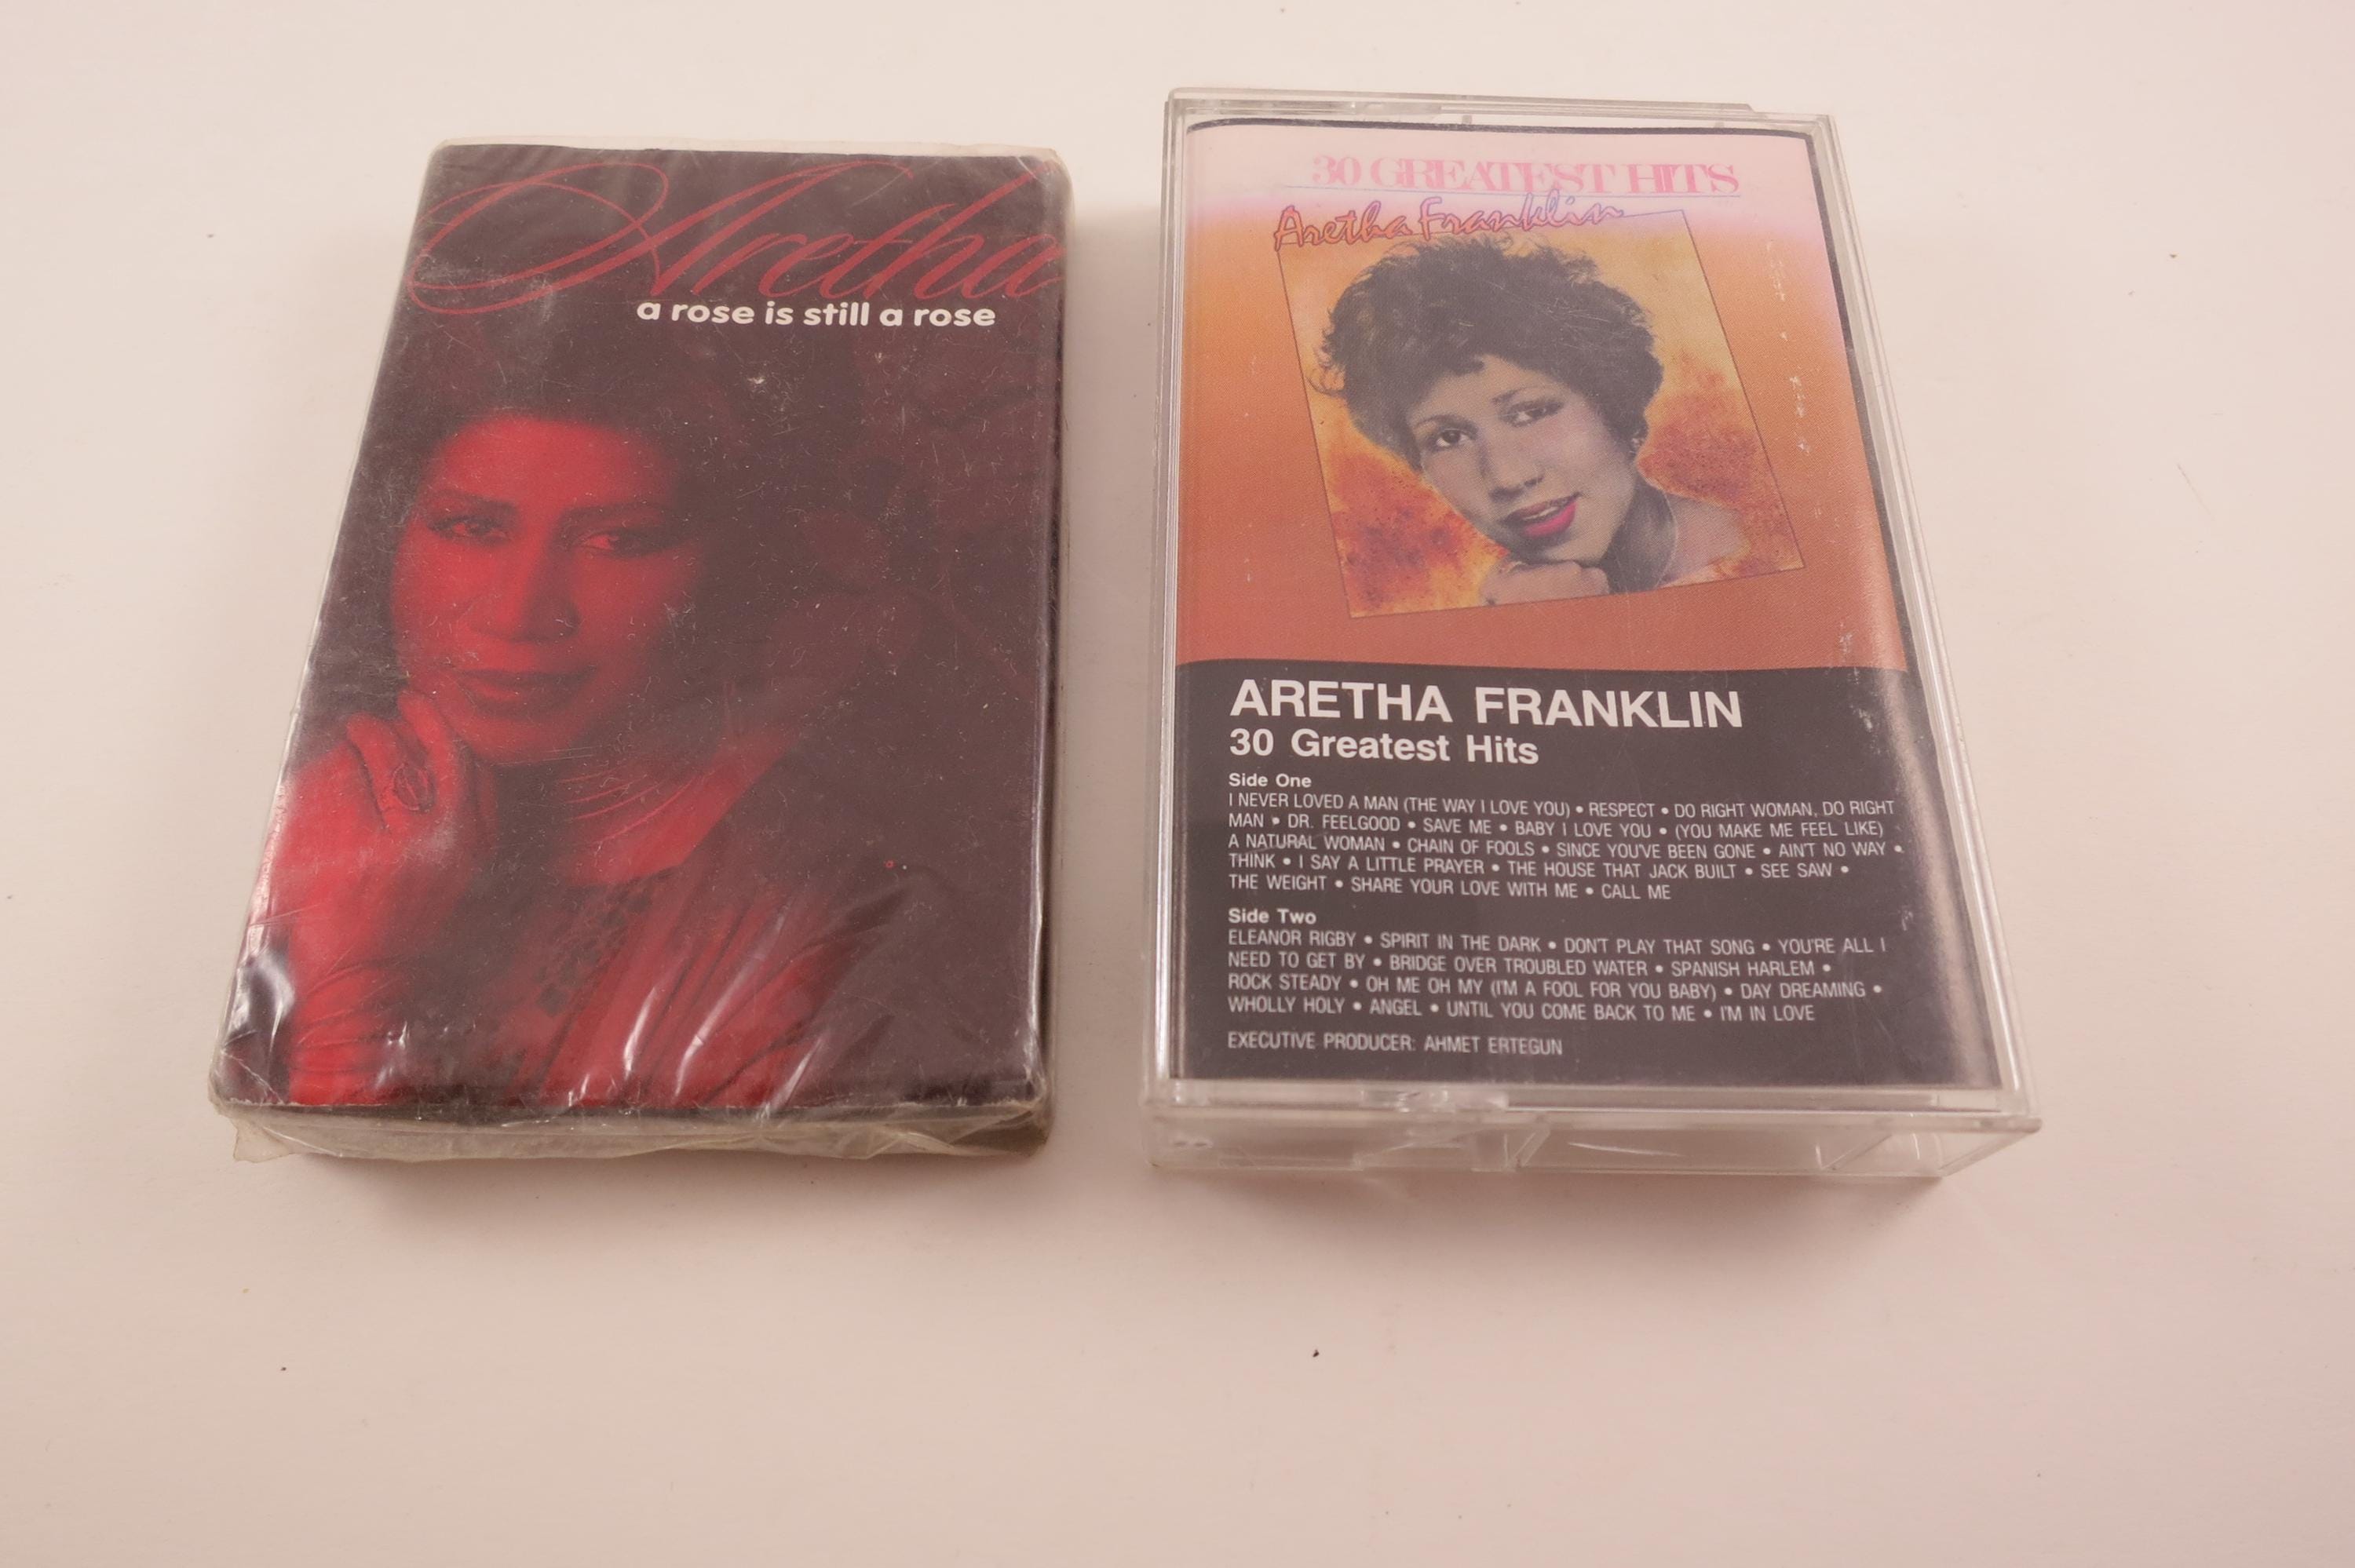 Aretha
a rose is still a rose
30 GREATEST HITS
Aretha Franklin
ARETHA FRANKLIN
30 Greatest Hits
Side One
I NEVER LOVED A MAN (THE WAY I LOVE YOU) • RESPECT • DO RIGHT WOMAN, DO RIGHT
MAN • DR. FEELGOOD • SAVE ME • BABY I LOVE YOU • (YOU MAKE ME FEEL LIKE)
A NATURAL WOMAN • CHAIN OF FOOLS • SINCE YOU'VE BEEN GONE • AIN'T NO WAY •
THINK • I SAY A LITTLE PRAYER • THE HOUSE THAT JACK BUILT • SEE SAW •
THE WEIGHT • SHARE YOUR LOVE WITH ME • CALL ME
Side Two
ELEANOR RIGBY • SPIRIT IN THE DARK • DON'T PLAY THAT SONG • YOU'RE ALL I
NEED TO GET BY • BRIDGE OVER TROUBLED WATER • SPANISH HARLEM •
ROCK STEADY • OH ME OH MY (I'M A FOOL FOR YOU BABY) • DAY DREAMING •
WHOLLY HOLY • ANGEL • UNTIL YOU COME BACK TO ME • I'M IN LOVE
EXECUTIVE PRODUCER: AHMET ERTEGUN